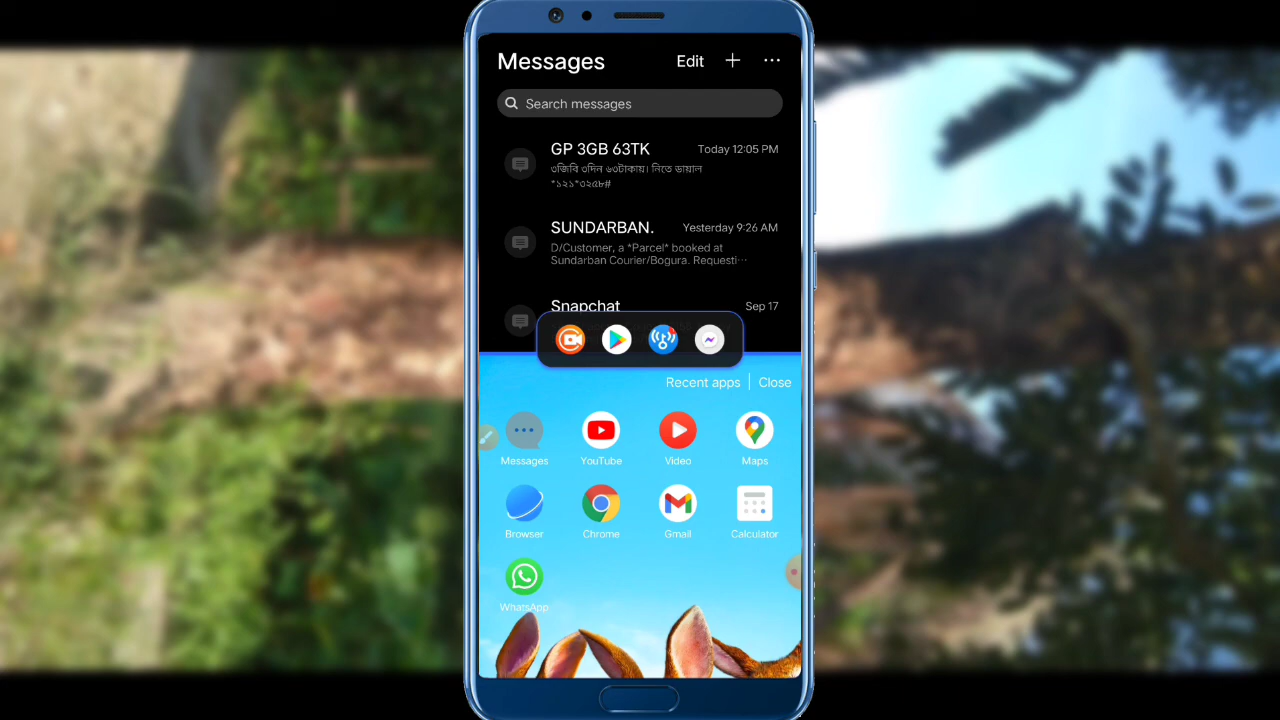 Messages
Edit
Search messages
GP 3GB 63TK
Today 12:05 PM
৩জিবি ৩দিন ৬৩টাকায়। নিতে ডায়াল
*১২১*৩২৫৮#
SUNDARBAN.
Yesterday 9:26 AM
D/Customer, a *Parcel* booked at
Sundarban Courier/Bogura. Requesti···
Snapchat
Sep 17
Recent apps | Close
Messages
YouTube
Video
Maps
Browser
Chrome
Gmail
Calculator
WhatsApp